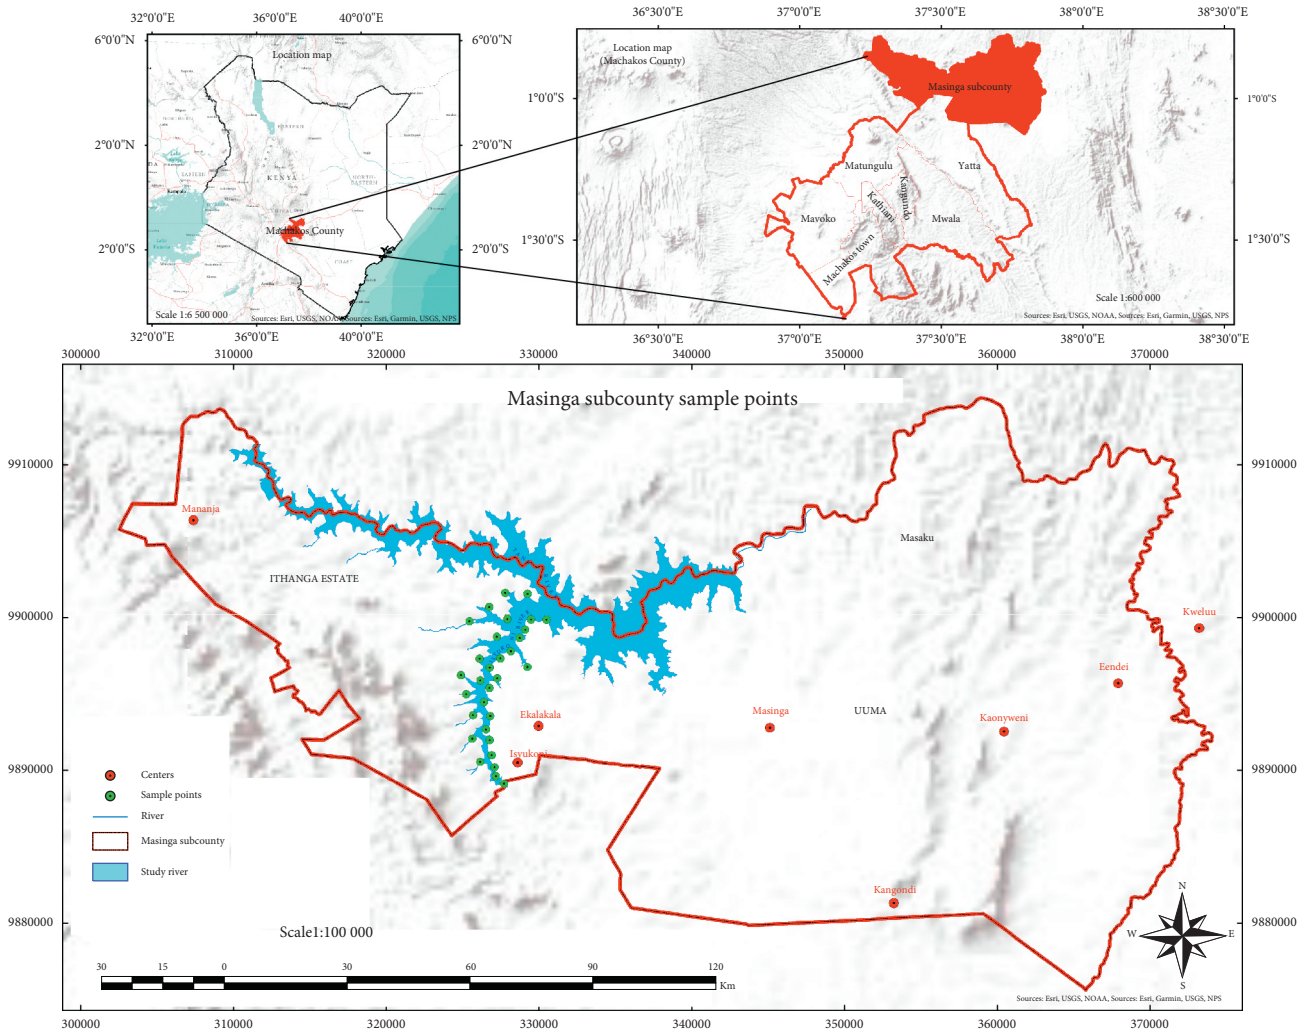 32°0′0″E 36°0′0″E 40°0′0″E
6°0′0″N 6°0′0″N
Location map
2°0′0″N 2°0′0″N
KENYA
NORTH-EASTERN
EASTERN
Kampala
Machakos County
2°0′0″S 2°0′0″S
COAST
Scale 1:6 500 000
Sources: Esri, USGS, NOAA, Sources: Esri, Garmin, USGS, NPS
32°0′0″E 36°0′0″E 40°0′0″E
36°30′0″E 37°0′0″E 37°30′0″E 38°0′0″E 38°30′0″E
Location map
(Machakos County)
Masinga subcounty
1°0′0″S 1°0′0″S
Matungulu
Yatta
Kangundo
Kathiani
Mavoko
Mwala
1°30′0″S 1°30′0″S
Machakos town
Scale 1:600 000
Sources: Esri, USGS, NOAA, Sources: Esri, Garmin, USGS, NPS
36°30′0″E 37°0′0″E 37°30′0″E 38°0′0″E 38°30′0″E
300000 310000 320000 330000 340000 350000 360000 370000
Masinga subcounty sample points
9910000 9910000
Mananja
Masaku
ITHANGA ESTATE
9900000 9900000
Kweluu
Eendei
Ekalakala
Masinga
UUMA
Kaonyweni
Isyukoni
9890000 9890000
Centers
Sample points
River
Masinga subcounty
Study river
Kangondi
9880000 9880000
Scale1:100 000
N
W E
S
30 15 0 30 60 90 120
Km
Sources: Esri, USGS, NOAA, Sources: Esri, Garmin, USGS, NPS
300000 310000 320000 330000 340000 350000 360000 370000